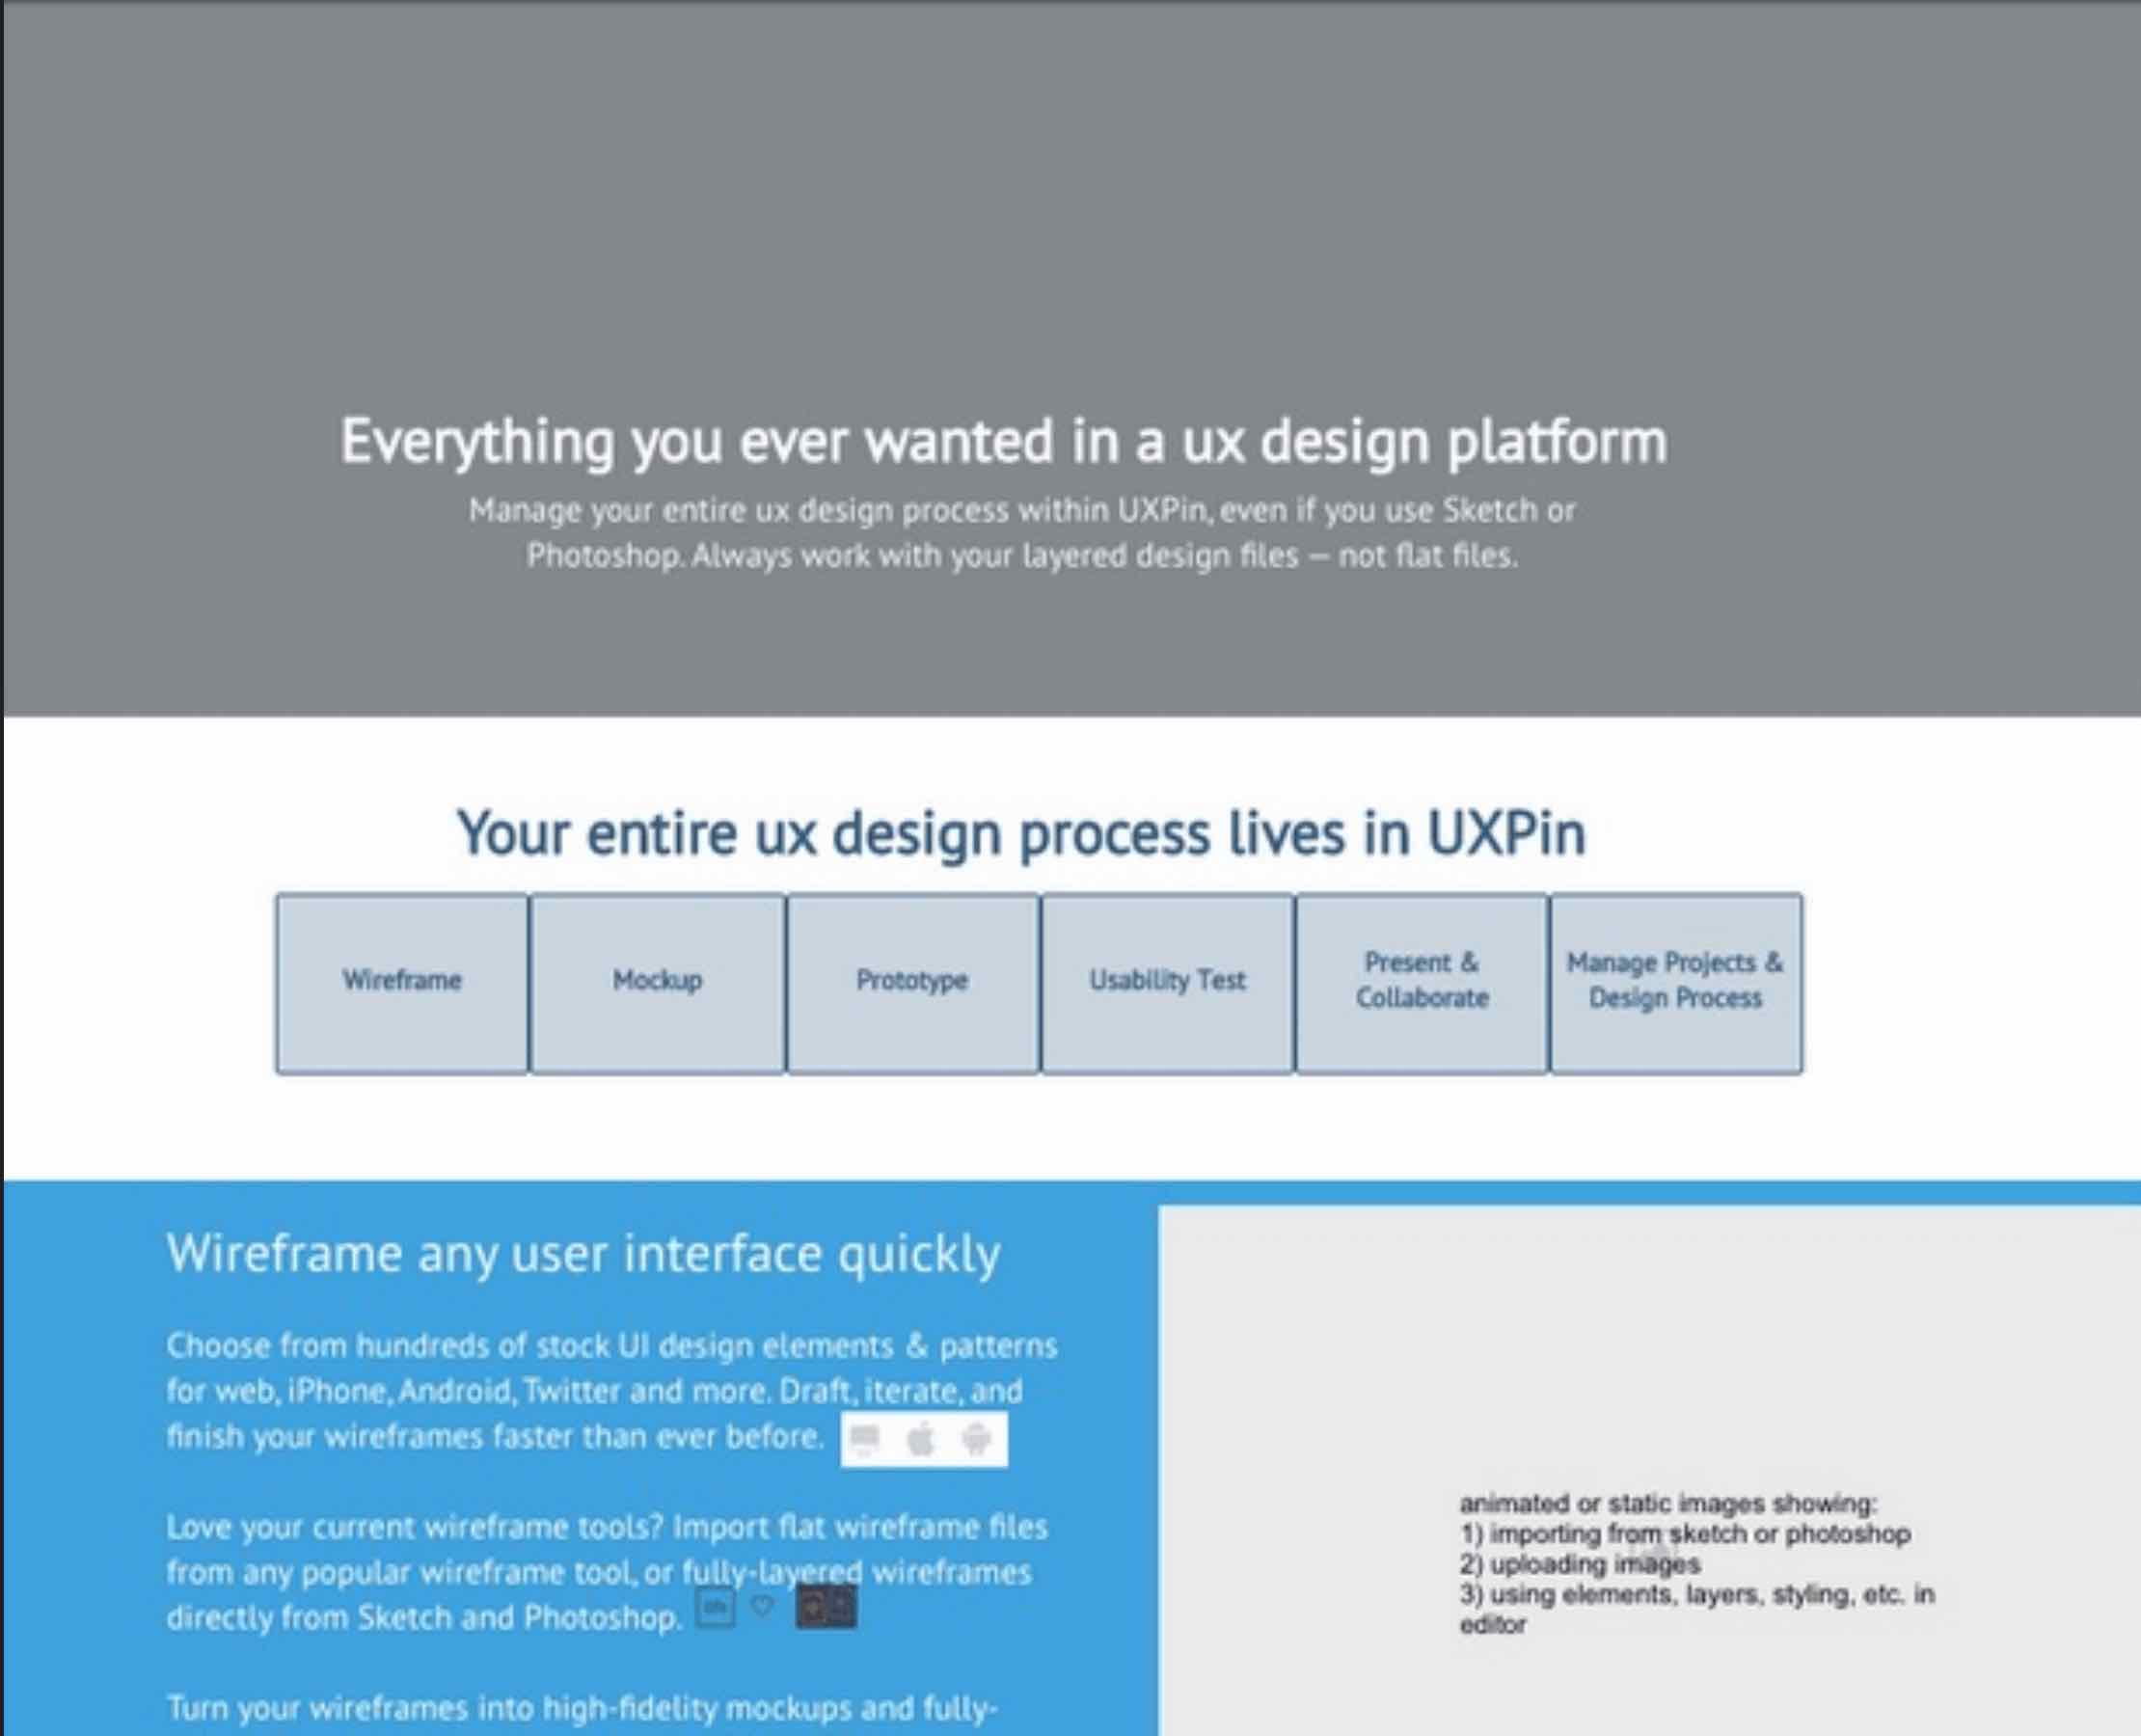 Everything you ever wanted in a ux design platform
Manage your entire ux design process within UXPin, even if you use Sketch or
Photoshop. Always work with your layered design files — not flat files.
Your entire ux design process lives in UXPin
Wireframe
Mockup
Prototype
Usability Test
Present &
Collaborate
Manage Projects &
Design Process
Wireframe any user interface quickly
Choose from hundreds of stock UI design elements & patterns
for web, iPhone, Android, Twitter and more. Draft, iterate, and
finish your wireframes faster than ever before.
Love your current wireframe tools? Import flat wireframe files
from any popular wireframe tool, or fully-layered wireframes
directly from Sketch and Photoshop.
Turn your wireframes into high-fidelity mockups and fully-
animated or static images showing:
1) importing from sketch or photoshop
2) uploading images
3) using elements, layers, styling, etc. in
editor